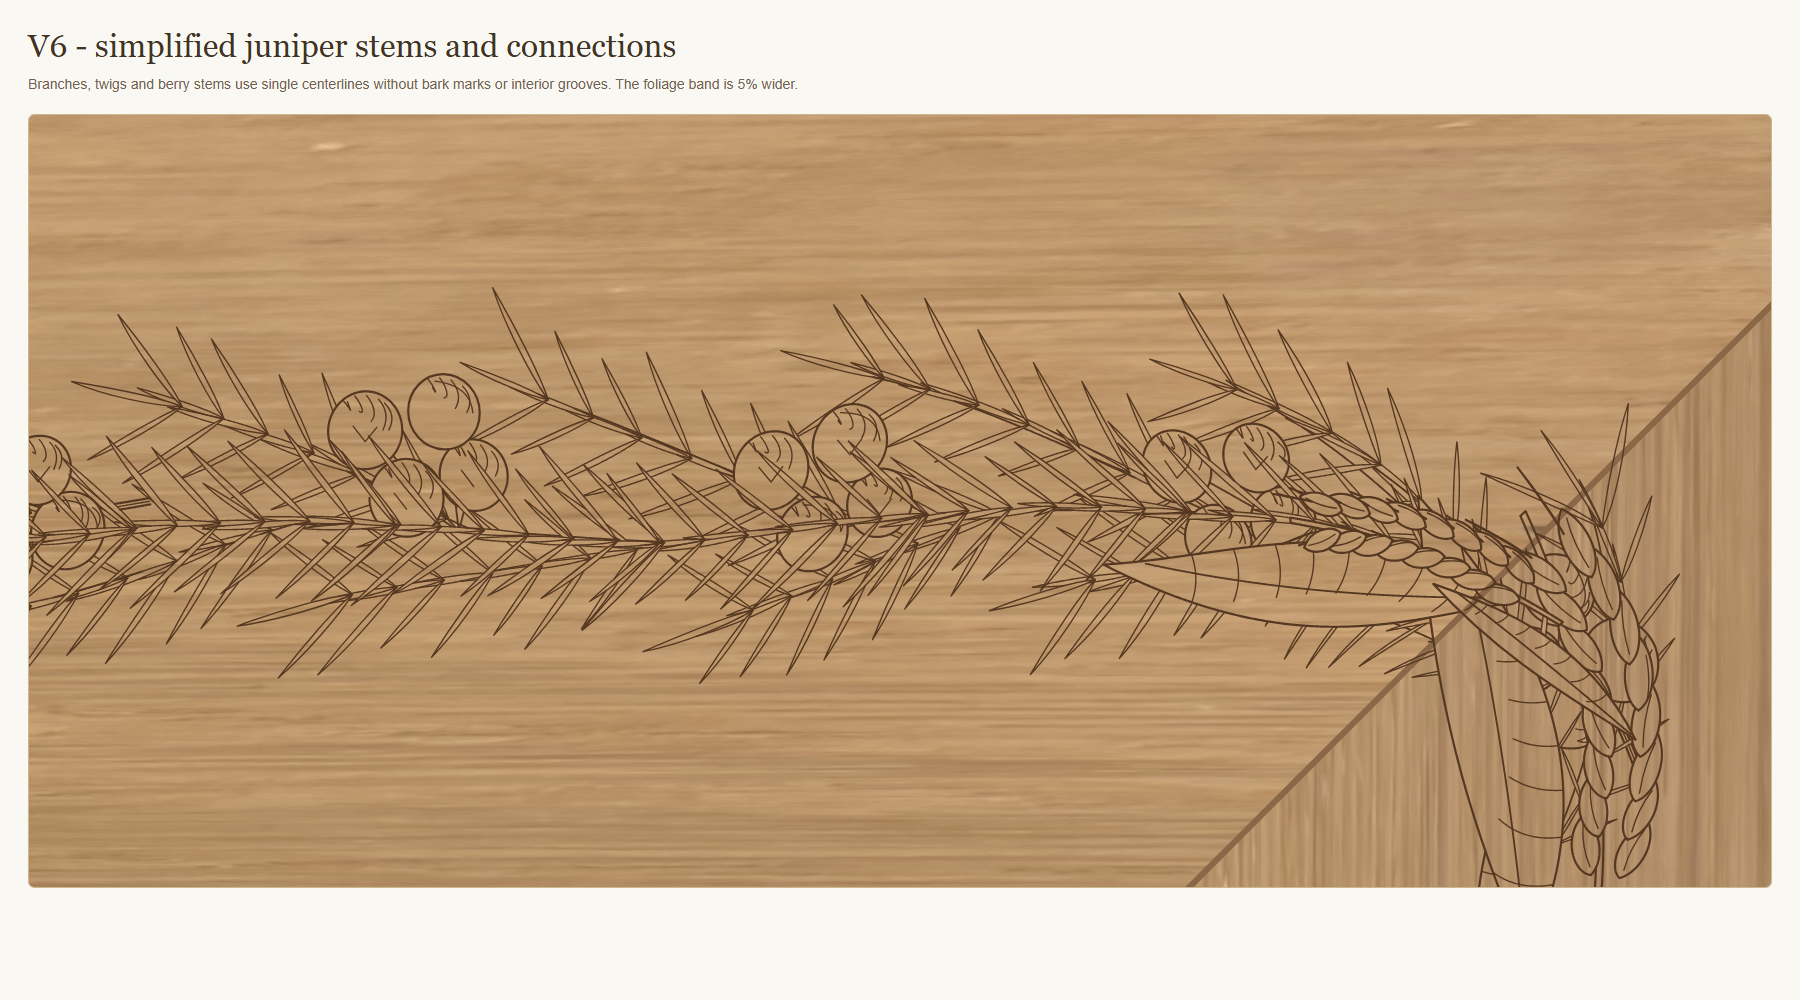 V6 - simplified juniper stems and connections
Branches, twigs and berry stems use single centerlines without bark marks or interior grooves. The foliage band is 5% wider.